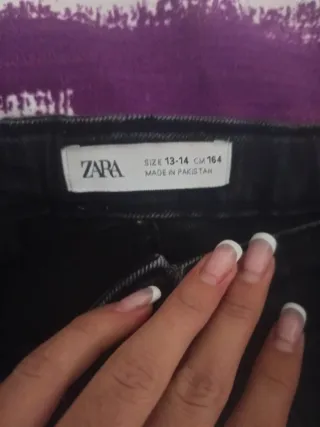 ZARA
SIZE 13-14 CM 164
MADE IN PAKISTAN